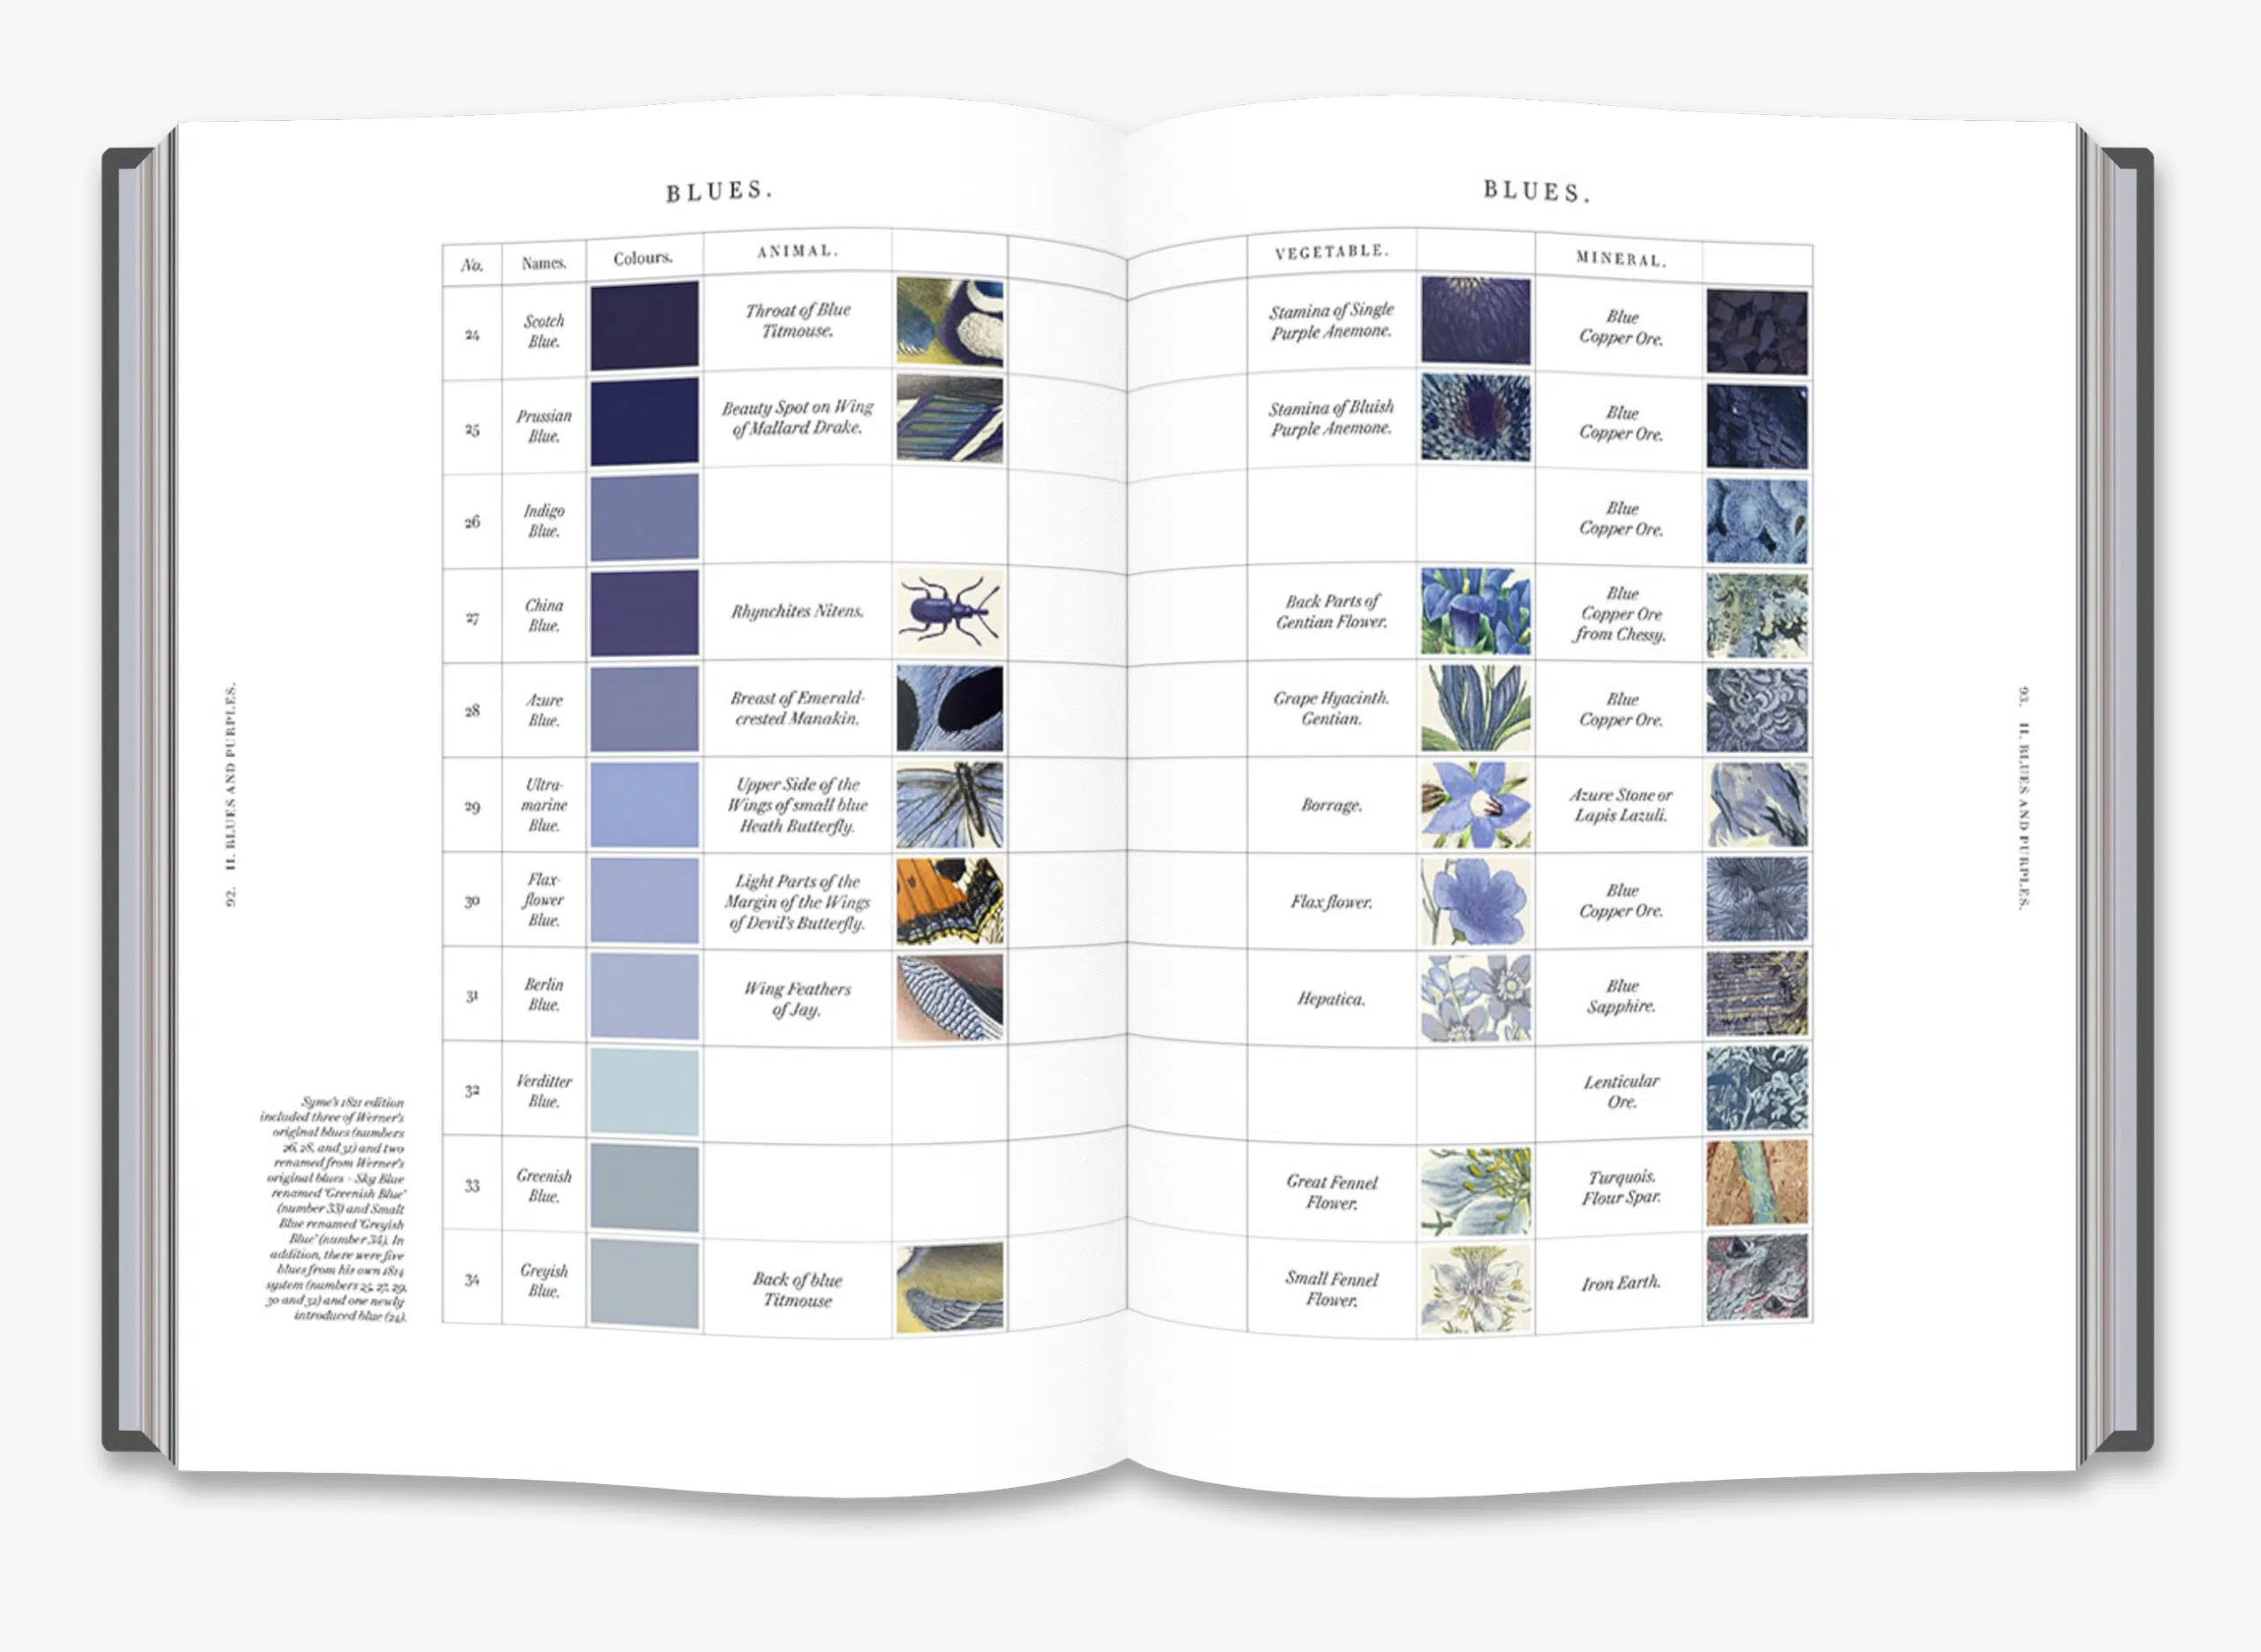 BLUES.
No.
Names.
Colours.
ANIMAL.
24
Scotch
Blue.
Throat of Blue
Titmouse.
25
Prussian
Blue.
Beauty Spot on Wing
of Mallard Drake.
26
Indigo
Blue.
27
China
Blue.
Rhynchites Nitens.
28
Azure
Blue.
Breast of Emerald-
crested Manakin.
29
Ultra-
marine
Blue.
Upper Side of the
Wings of small blue
Heath Butterfly.
30
Flax-
flower
Blue.
Light Parts of the
Margin of the Wings
of Devil's Butterfly.
31
Berlin
Blue.
Wing Feathers
of Jay.
32
Verditter
Blue.
33
Greenish
Blue.
34
Greyish
Blue.
Back of blue
Titmouse
92. II. BLUES AND PURPLES.
Syme's 1821 edition
included three of Werner's
original blues (numbers
26, 28, and 31) and two
renamed from Werner's
original blues – Sky Blue
renamed 'Greenish Blue'
(number 33) and Smalt
Blue renamed 'Greyish
Blue' (number 34). In
addition, there were five
blues from his own 1814
system (numbers 25, 27, 29,
30 and 32) and one newly
introduced blue (24).
BLUES.
VEGETABLE.
MINERAL.
Stamina of Single
Purple Anemone.
Blue
Copper Ore.
Stamina of Bluish
Purple Anemone.
Blue
Copper Ore.
Blue
Copper Ore.
Back Parts of
Gentian Flower.
Blue
Copper Ore
from Chessy.
Grape Hyacinth.
Gentian.
Blue
Copper Ore.
Borrage.
Azure Stone or
Lapis Lazuli.
Flax flower.
Blue
Copper Ore.
Hepatica.
Blue
Sapphire.
Lenticular
Ore.
Great Fennel
Flower.
Turquois.
Flour Spar.
Small Fennel
Flower.
Iron Earth.
93. II. BLUES AND PURPLES.